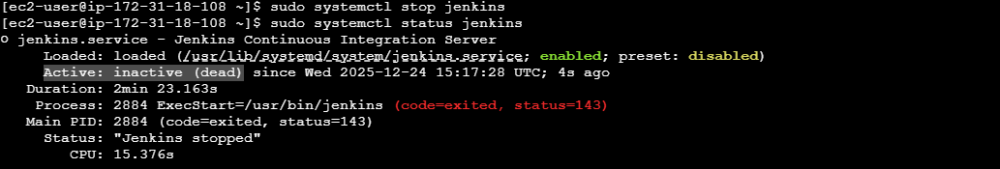 [ec2-user@ip-172-31-18-108 ~]$ sudo systemctl stop jenkins
[ec2-user@ip-172-31-18-108 ~]$ sudo systemctl status jenkins
○ jenkins.service - Jenkins Continuous Integration Server
Loaded: loaded (/usr/lib/systemd/system/jenkins.service; enabled; preset: disabled)
Active: inactive (dead) since Wed 2025-12-24 15:17:28 UTC; 4s ago
Duration: 2min 23.163s
Process: 2884 ExecStart=/usr/bin/jenkins (code=exited, status=143)
Main PID: 2884 (code=exited, status=143)
Status: "Jenkins stopped"
CPU: 15.376s